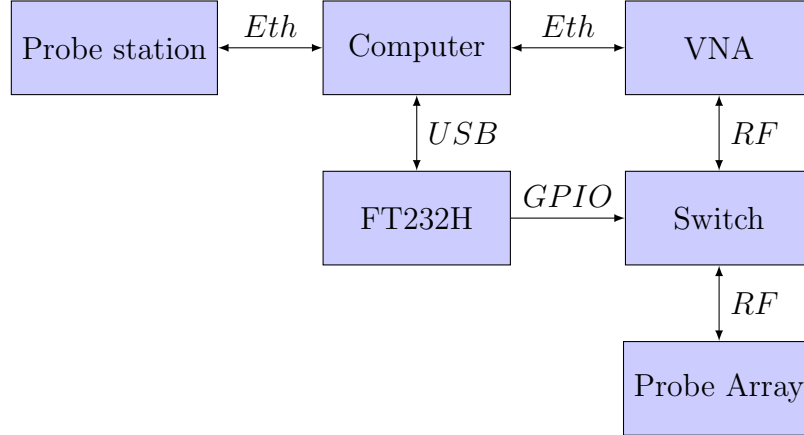 Probe station
Eth
Computer
Eth
VNA
USB
RF
FT232H
GPIO
Switch
RF
Probe Array